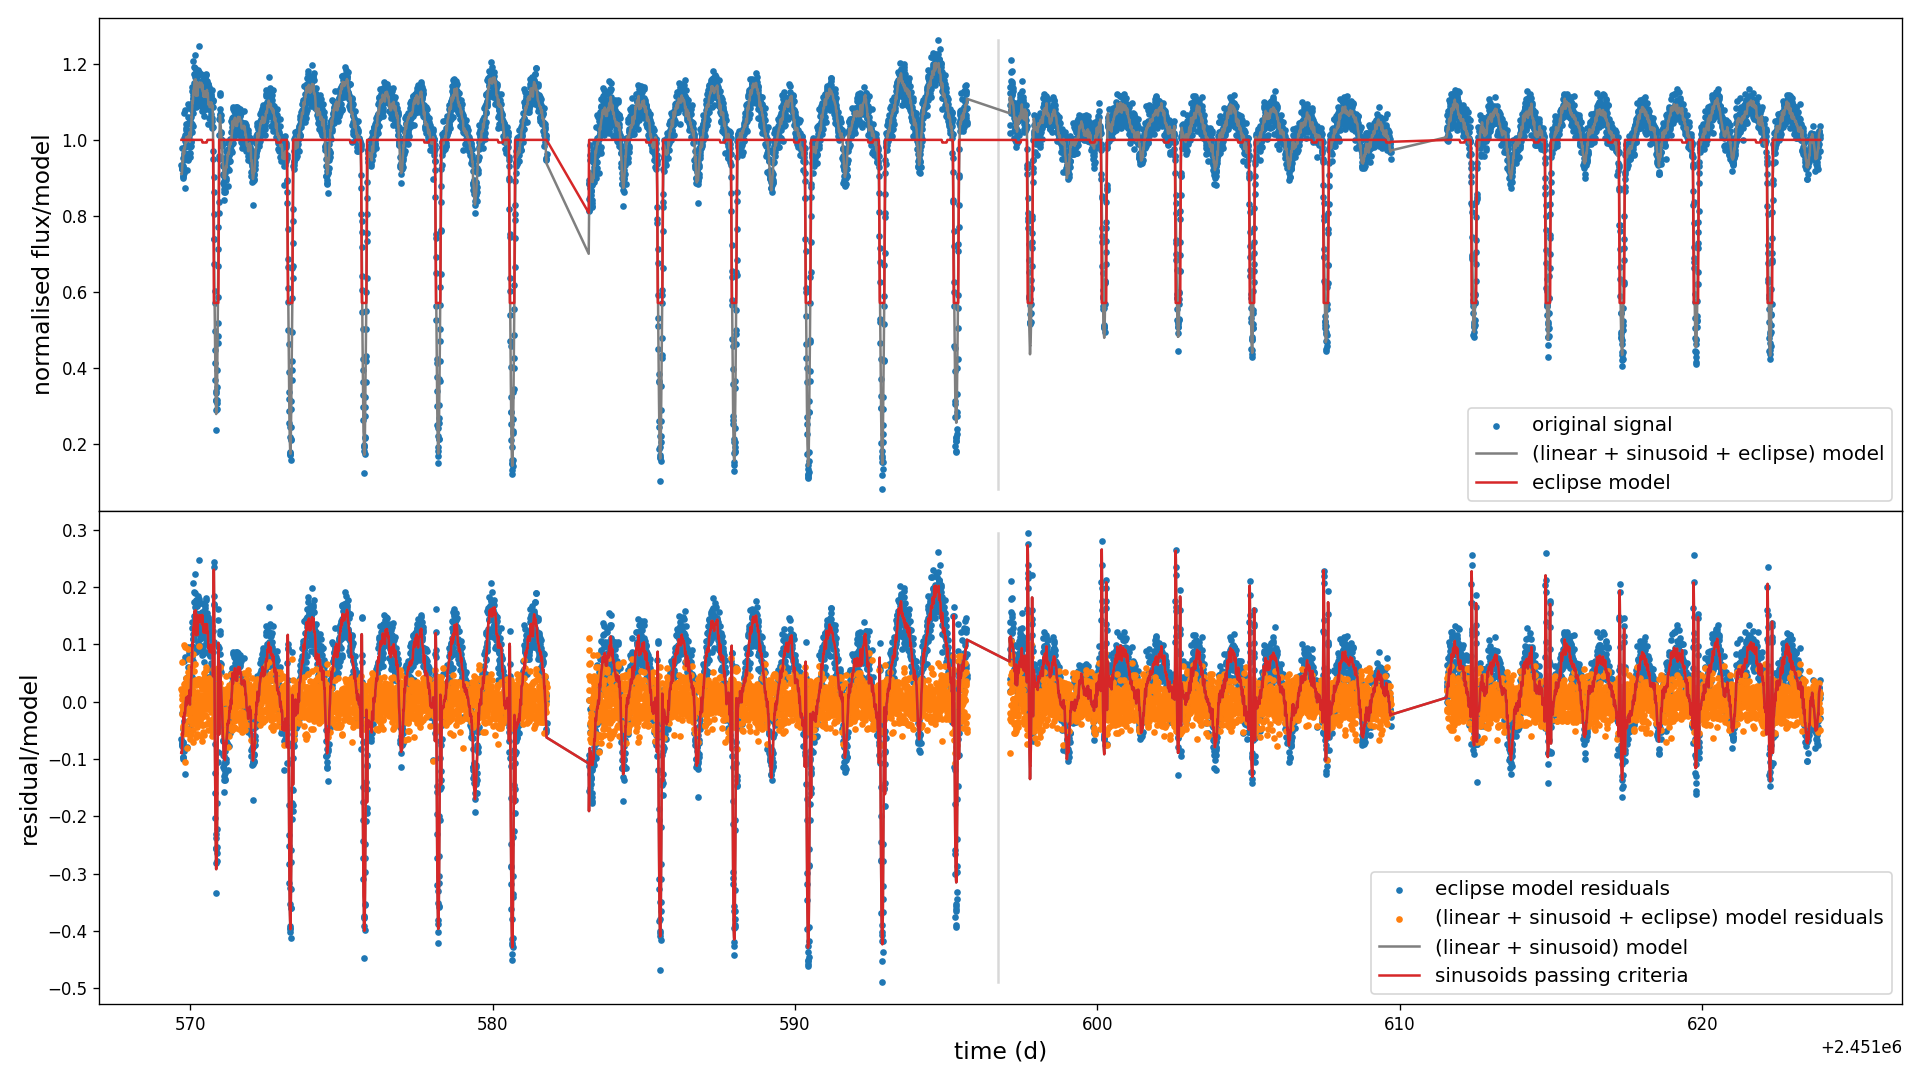 1.2
1.0
0.8
0.6
0.4
0.2
normalised flux/model
original signal
(linear + sinusoid + eclipse) model
eclipse model
0.3
0.2
0.1
0.0
−0.1
−0.2
−0.3
−0.4
−0.5
residual/model
eclipse model residuals
(linear + sinusoid + eclipse) model residuals
(linear + sinusoid) model
sinusoids passing criteria
570 580 590 600 610 620
time (d)
+2.451e6